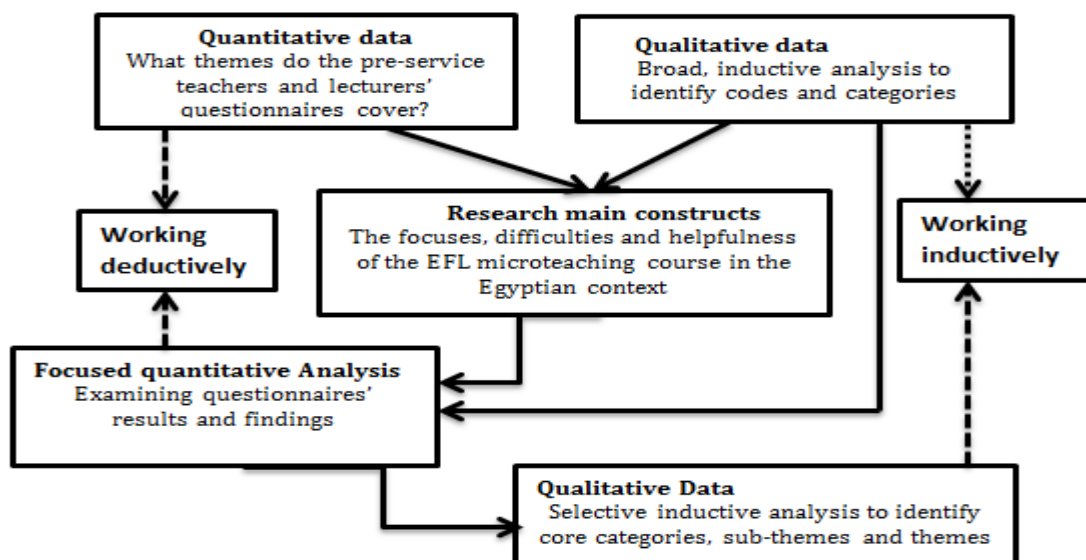 Quantitative data
What themes do the pre-service
teachers and lecturers’
questionnaires cover?
Qualitative data
Broad, inductive analysis to
identify codes and categories
Working
deductively
Research main constructs
The focuses, difficulties and helpfulness
of the EFL microteaching course in the
Egyptian context
Working
inductively
Focused quantitative Analysis
Examining questionnaires’
results and findings
Qualitative Data
Selective inductive analysis to identify
core categories, sub-themes and themes